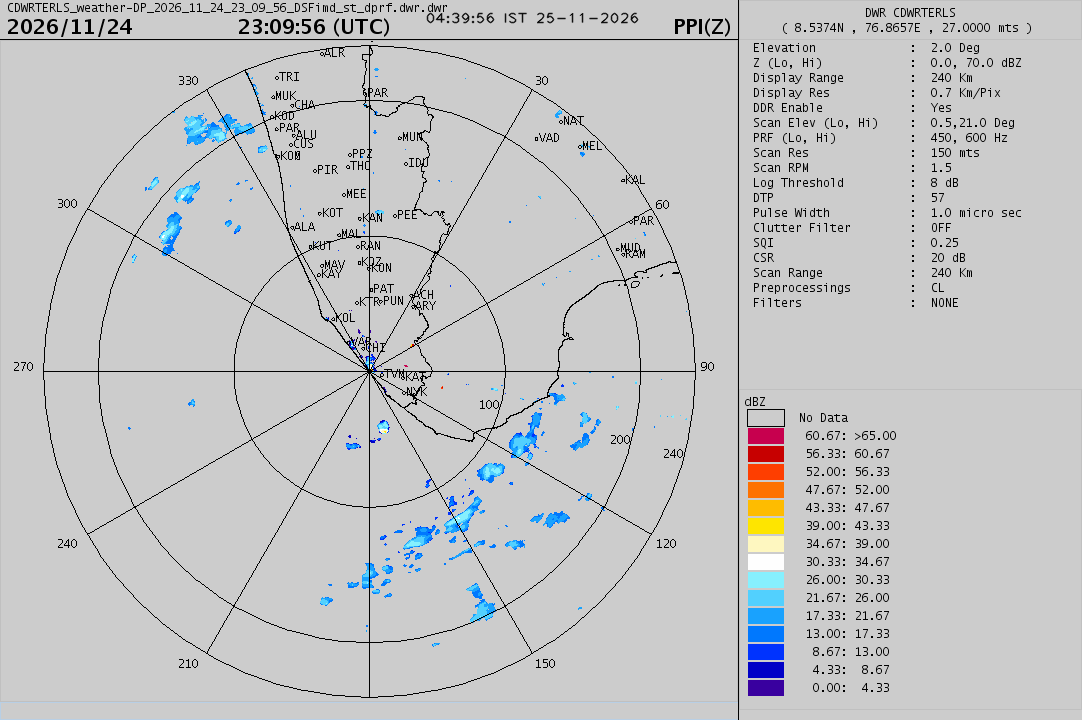 CDWRTERLS_weather-DP_2026_11_24_23_09_56_DSFimd_st_dprf.dwr.dwr
2026/11/24
23:09:56 (UTC)
04:39:56 IST 25-11-2026
PPI(Z)
DWR CDWRTERLS
( 8.5374N , 76.8657E , 27.0000 mts )
Elevation : 2.0 Deg
Z (Lo, Hi) : 0.0, 70.0 dBZ
Display Range : 240 Km
Display Res : 0.7 Km/Pix
DDR Enable : Yes
Scan Elev (Lo, Hi) : 0.5,21.0 Deg
PRF (Lo, Hi) : 450, 600 Hz
Scan Res : 150 mts
Scan RPM : 1.5
Log Threshold : 8 dB
DTP : 57
Pulse Width : 1.0 micro sec
Clutter Filter : OFF
SQI : 0.25
CSR : 20 dB
Scan Range : 240 Km
Preprocessings : CL
Filters : NONE
dBZ
No Data
60.67: >65.00
56.33: 60.67
52.00: 56.33
47.67: 52.00
43.33: 47.67
39.00: 43.33
34.67: 39.00
30.33: 34.67
26.00: 30.33
21.67: 26.00
17.33: 21.67
13.00: 17.33
8.67: 13.00
4.33: 8.67
0.00: 4.33
ALR
TRI
330
30
MUK
PAR
CHA
KOD
NAT
PAR
ALU
MUN
VAD
CUS
MEL
KOM
PPZ
IDU
THO
PIR
KAL
MEE
300
60
KOT
KAN
PEE
PAR
ALA
MAL
KUT
RAN
MUD
RAM
MAV
KOZ
KON
KAY
PAT
ACH
KTR
PUN
ARY
KOL
VAR
CHI
270
90
TVM
KAT
NYK
100
200
240
240
120
210
150